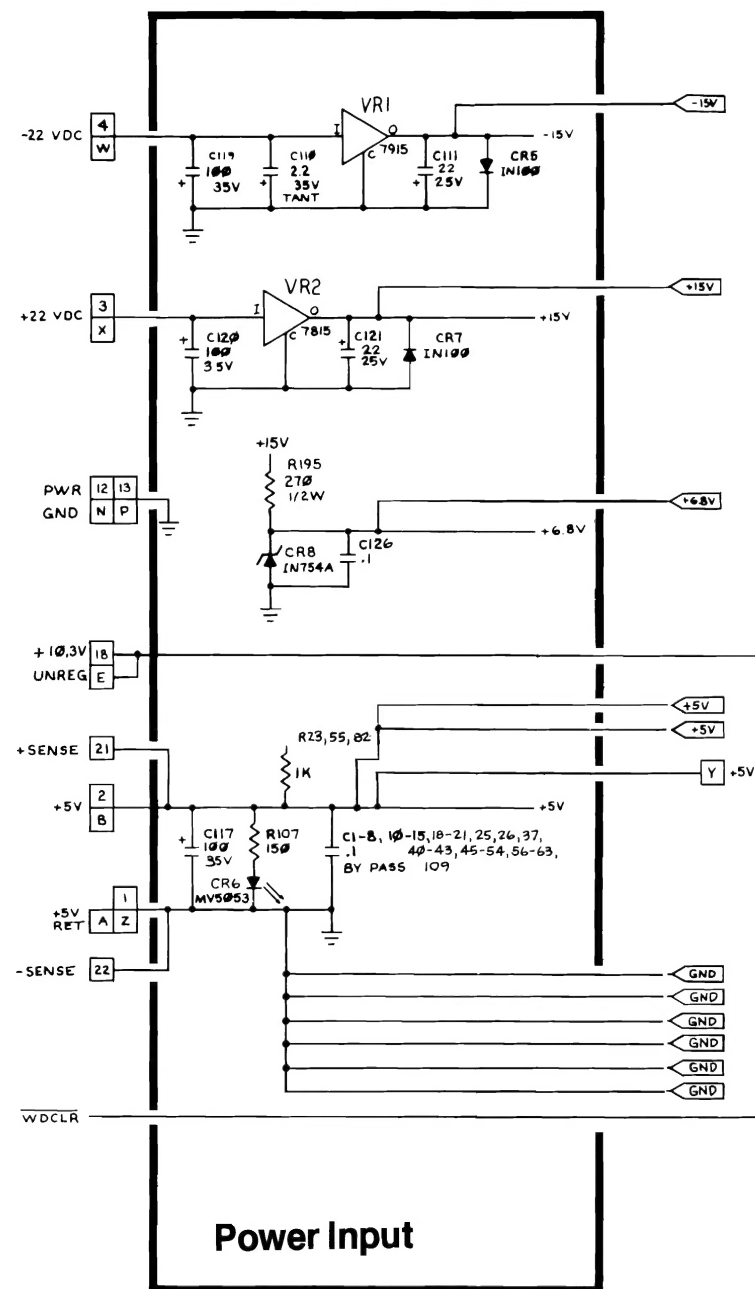 VR1
-15V
4
-22 VDC
W
I
O
C
7915
-15V
C119
100
35V
+
C110
2.2
35V
TANT
+
C111
22
25V
+
CR5
IN100
VR2
+15V
3
+22 VDC
X
I
O
C
7815
+15V
+
C120
100
35V
+
C121
22
25V
CR7
IN100
+15V
R195
270
1/2W
PWR
GND
12 13
N P
+6.8V
+6.8V
CR8
IN754A
C126
.1
+10.3V
UNREG
18
E
+5V
+5V
R23,55,82
1K
+SENSE 21
Y +5V
2
+5V
B
+5V
+
C117
100
35V
R107
150
C1-8, 10-15,18-21,25,26,37,
.1 40-43,45-54,56-63,
BY PASS 109
CR6
MV5053
1
+5V
RET
A Z
-SENSE 22
GND
GND
GND
GND
GND
GND
WDCLR
Power Input